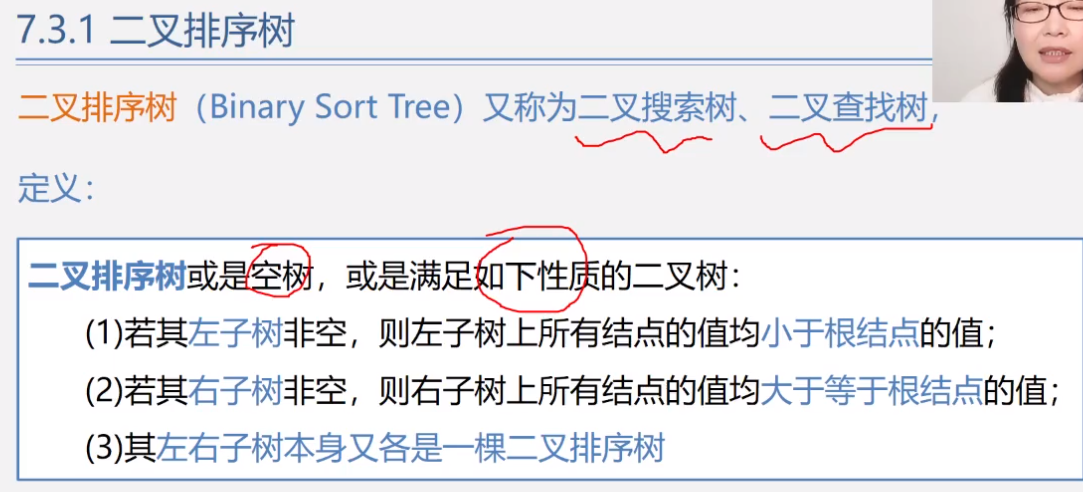 7.3.1 二叉排序树
二叉排序树（Binary Sort Tree）又称为二叉搜索树、二叉查找树，
定义：
二叉排序树或是空树，或是满足如下性质的二叉树：
(1)若其左子树非空，则左子树上所有结点的值均小于根结点的值；
(2)若其右子树非空，则右子树上所有结点的值均大于等于根结点的值；
(3)其左右子树本身又各是一棵二叉排序树